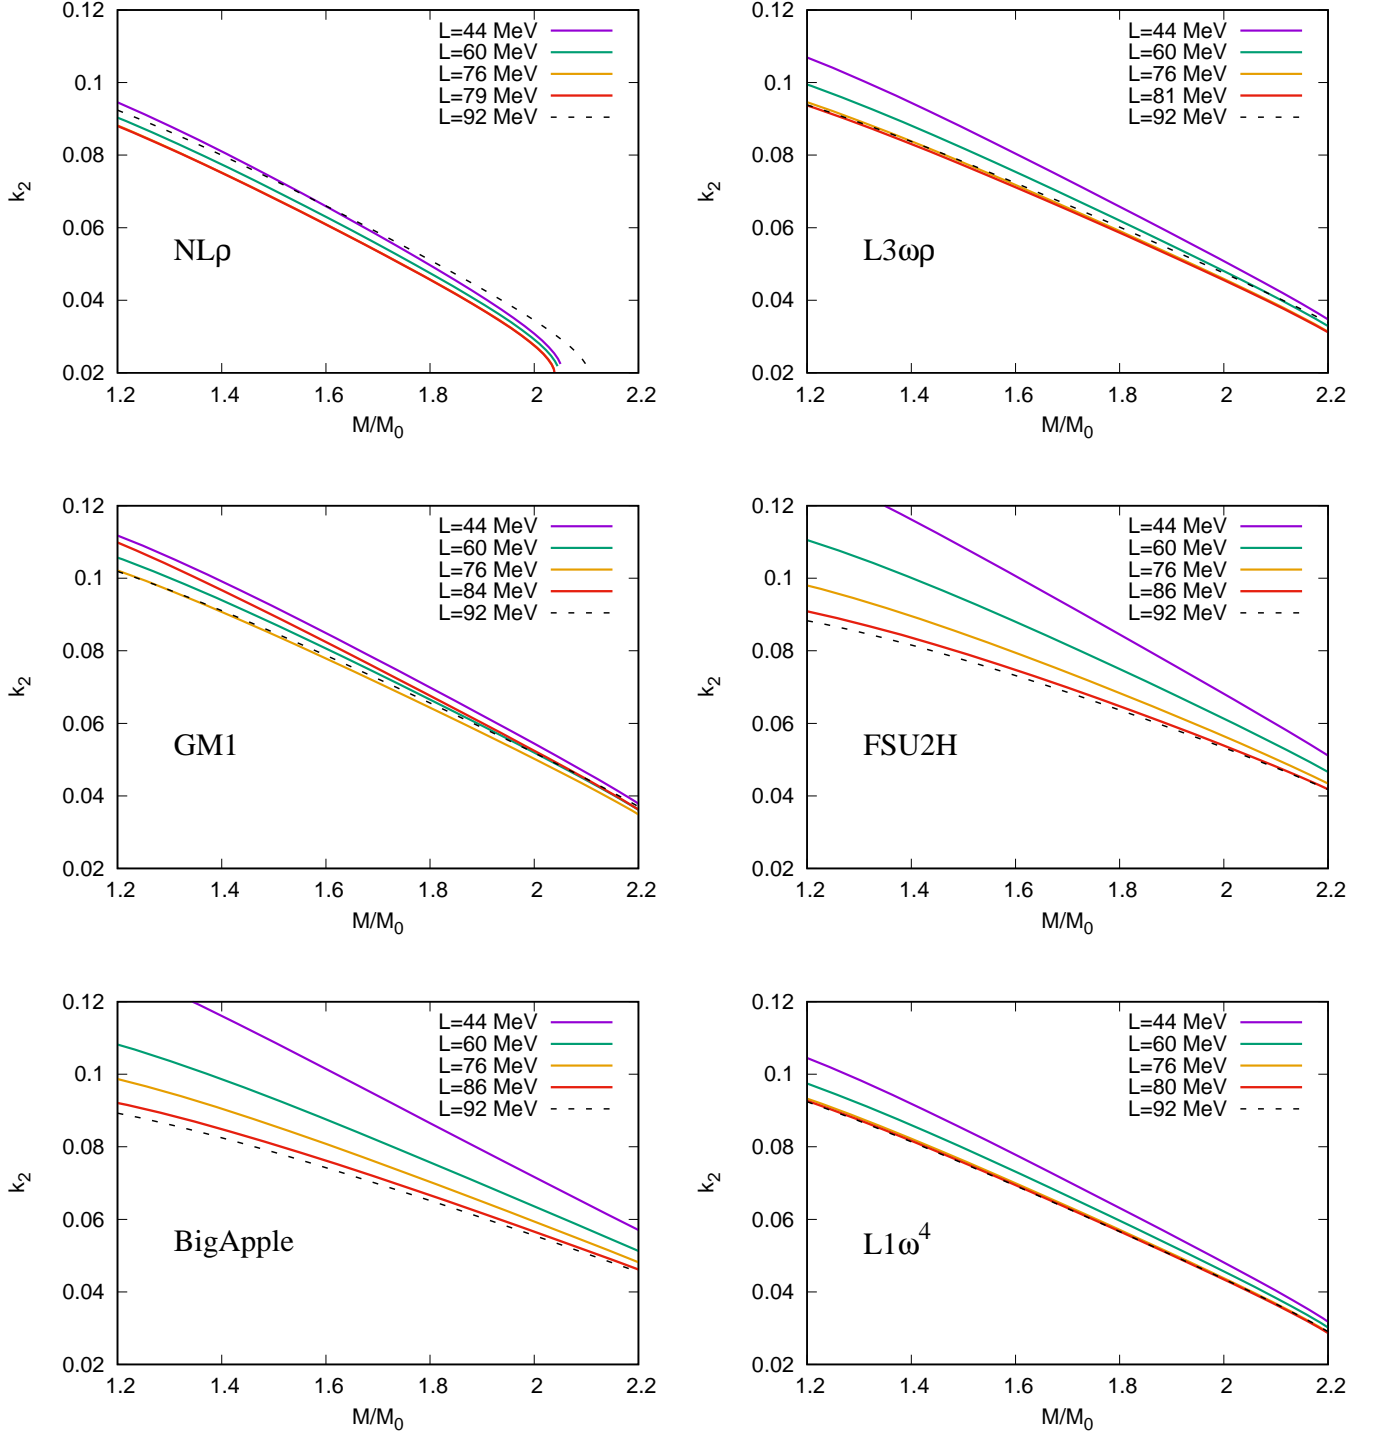 0.12
0.1
0.08
0.06
0.04
0.02
k2
L=44 MeV
L=60 MeV
L=76 MeV
L=79 MeV
L=92 MeV
NLρ
1.2 1.4 1.6 1.8 2 2.2
M/M0
0.12
0.1
0.08
0.06
0.04
0.02
k2
L=44 MeV
L=60 MeV
L=76 MeV
L=81 MeV
L=92 MeV
L3ωρ
1.2 1.4 1.6 1.8 2 2.2
M/M0
0.12
0.1
0.08
0.06
0.04
0.02
k2
L=44 MeV
L=60 MeV
L=76 MeV
L=84 MeV
L=92 MeV
GM1
1.2 1.4 1.6 1.8 2 2.2
M/M0
0.12
0.1
0.08
0.06
0.04
0.02
k2
L=44 MeV
L=60 MeV
L=76 MeV
L=86 MeV
L=92 MeV
FSU2H
1.2 1.4 1.6 1.8 2 2.2
M/M0
0.12
0.1
0.08
0.06
0.04
0.02
k2
L=44 MeV
L=60 MeV
L=76 MeV
L=86 MeV
L=92 MeV
BigApple
1.2 1.4 1.6 1.8 2 2.2
M/M0
0.12
0.1
0.08
0.06
0.04
0.02
k2
L=44 MeV
L=60 MeV
L=76 MeV
L=80 MeV
L=92 MeV
L1ω⁴
1.2 1.4 1.6 1.8 2 2.2
M/M0